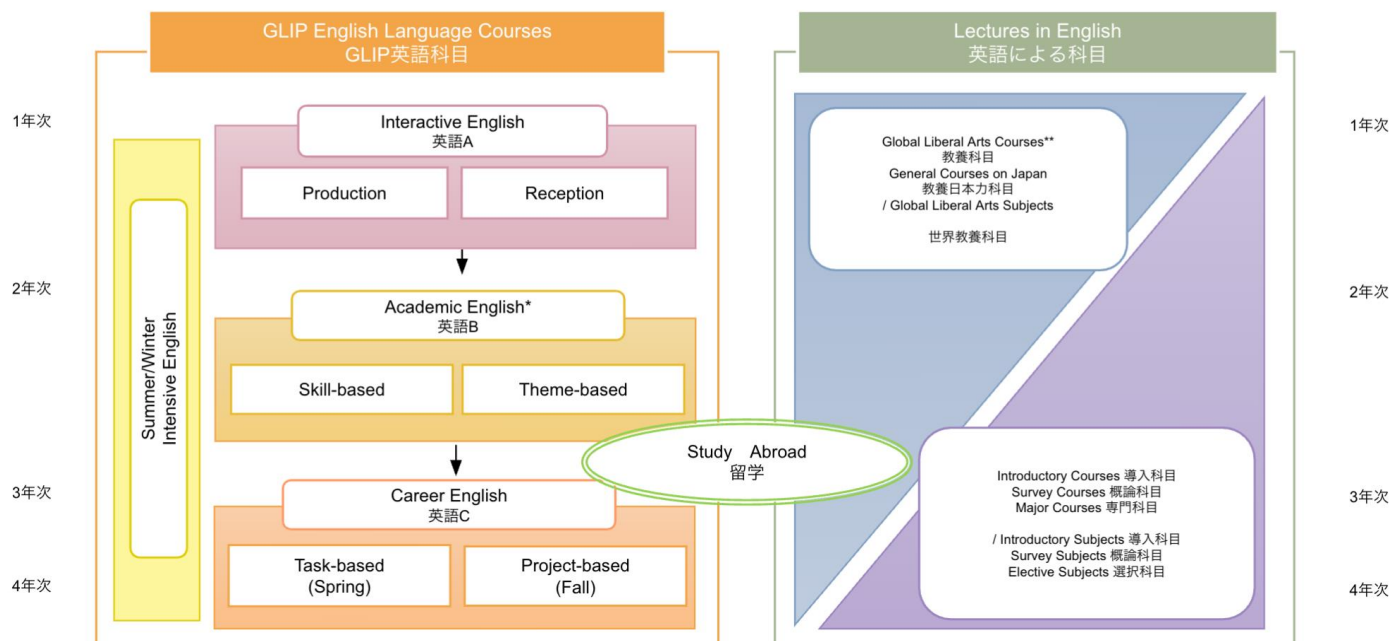 GLIP English Language Courses
GLIP英語科目
1年次
Interactive English
英語A
Production
Reception
2年次
Academic English*
英語B
Skill-based
Theme-based
3年次
Career English
英語C
Task-based
(Spring)
Project-based
(Fall)
4年次
Summer/Winter
Intensive English
Study　Abroad
留学
Lectures in English
英語による科目
1年次
Global Liberal Arts Courses**
教養科目
General Courses on Japan
教養日本力科目
/ Global Liberal Arts Subjects
世界教養科目
2年次
Introductory Courses 導入科目
Survey Courses 概論科目
Major Courses 専門科目
/ Introductory Subjects 導入科目
Survey Subjects 概論科目
Elective Subjects 選択科目
3年次
4年次